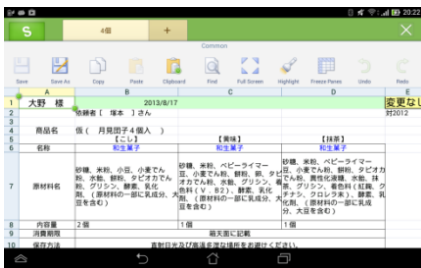 20:22
S 4個 +
Common
Save Save As Copy Paste Clipboard Find Full Screen Highlight Freeze Panes Undo Redo
A B C D E
1 大野 様 2013/8/17 変更なし
2 依頼者 [ 塚本 ] さん 対2012
3
4 商品名 仮( 月見団子4個入 )
5 【こし】 【黄味】 【抹茶】
6 名称 和生菓子 和生菓子 和生菓子
7 原材料名
砂糖、米粉、小豆、小麦でん粉、水飴、餅粉、タピオカでん粉、グリシン、酵素、乳化剤、(原材料の一部に乳成分、大豆を含む)
砂糖、米粉、ベビーライマー豆、小麦でん粉、餅粉、卵、タピオカでん粉、水飴、グリシン、着色料(V.B2)、酵素、乳化剤、(原材料の一部に乳成分、大豆を含む)
砂糖、米粉、ベビーライマー豆、小麦でん粉、餅粉、タピオカでん粉、異性化液糖、水飴、抹茶、グリシン、着色料(紅麹、クチナシ、クロレラ末)、酵素、乳化剤、(原材料の一部に乳成分、大豆を含む)
8 内容量 2個 1個 1個
9 消費期限 箱天面に記載
10 保存方法 直射日光及び高温多湿な場所をお避けください。